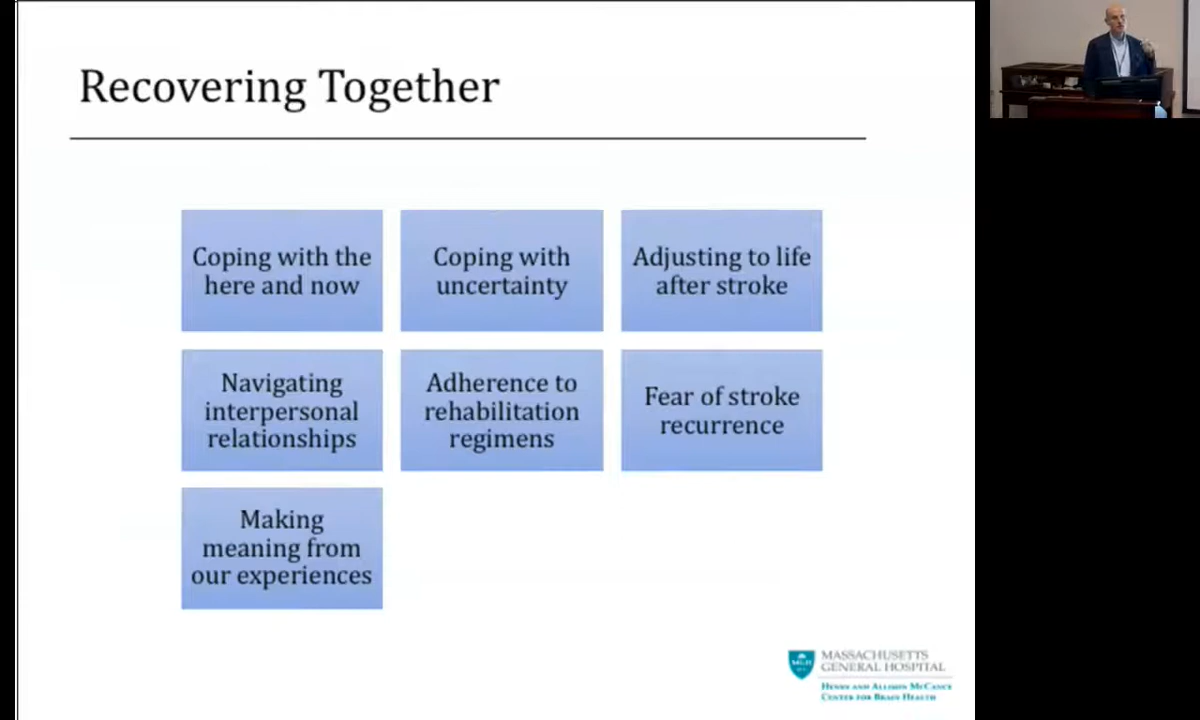 Recovering Together
Coping with the
here and now
Coping with
uncertainty
Adjusting to life
after stroke
Navigating
interpersonal
relationships
Adherence to
rehabilitation
regimens
Fear of stroke
recurrence
Making
meaning from
our experiences
MASSACHUSETTS
GENERAL HOSPITAL
HENRY AND ALLISON MCCANCE
CENTER FOR BRAIN HEALTH